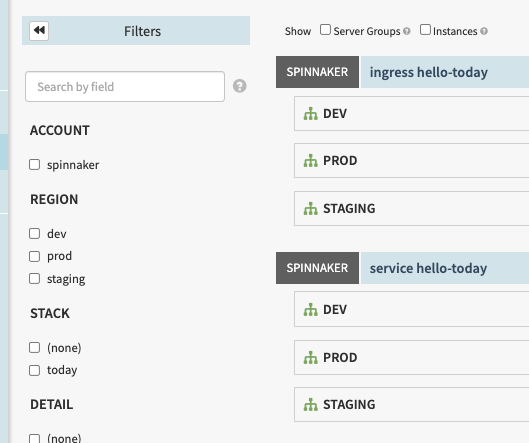 Filters
Search by field
ACCOUNT
spinnaker
REGION
dev
prod
staging
STACK
(none)
today
DETAIL
(none)
Show Server Groups Instances
SPINNAKER ingress hello-today
DEV
PROD
STAGING
SPINNAKER service hello-today
DEV
PROD
STAGING